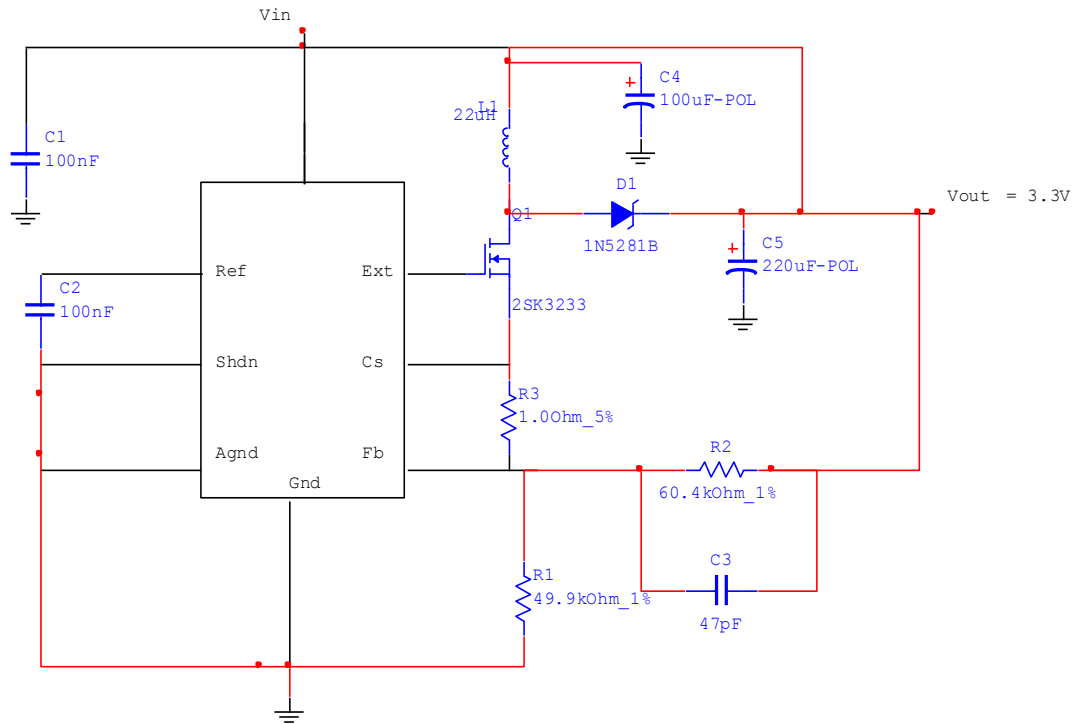 Vin
C4
100uF-POL
L1
22uH
C1
100nF
D1
Vout = 3.3V
Q1
1N5281B
C5
220uF-POL
Ref
Ext
C2
100nF
2SK3233
Shdn
Cs
R3
1.0Ohm_5%
Agnd
Fb
R2
Gnd
60.4kOhm_1%
C3
R1
49.9kOhm_1%
47pF